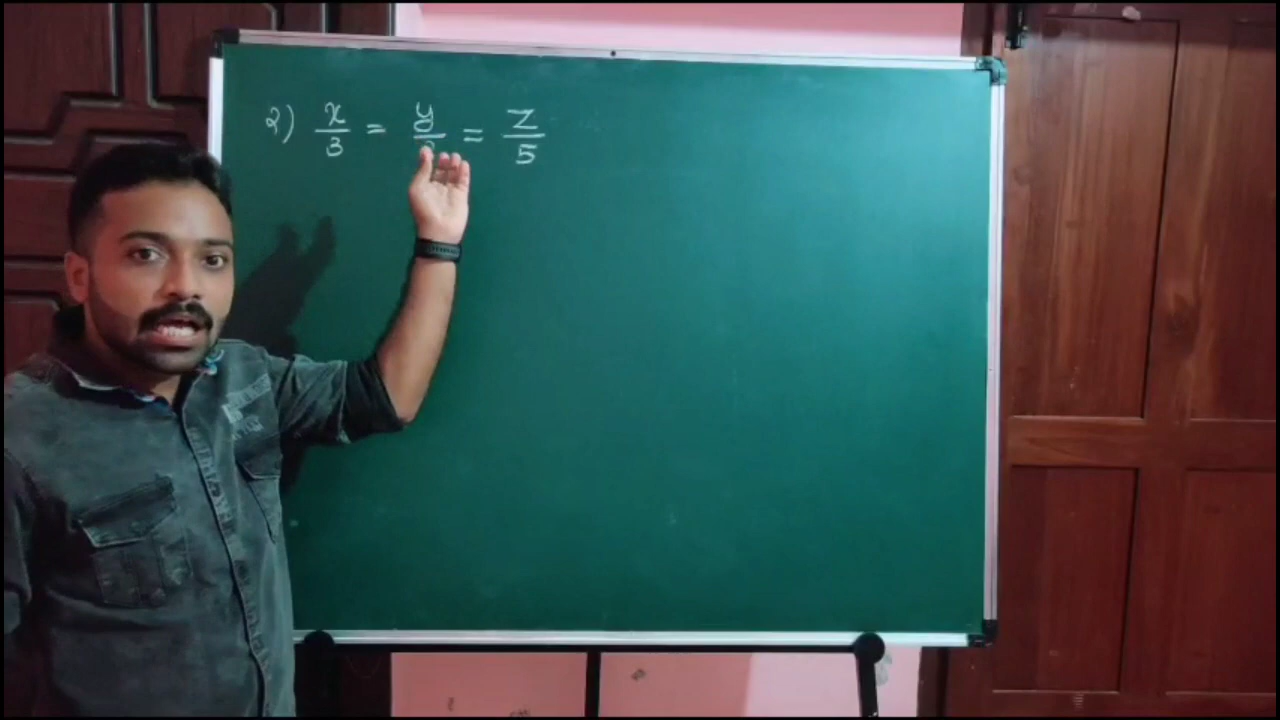 2) x/3 = y/ = z/5